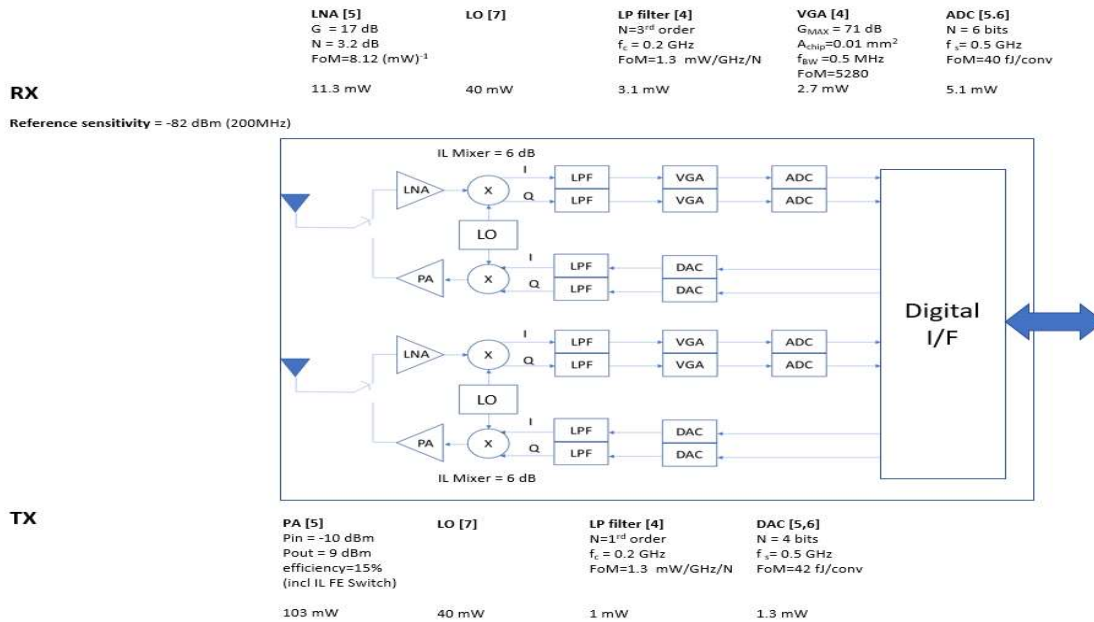 LNA [5] LO [7] LP filter [4] VGA [4] ADC [5.6]
G = 17 dB N=3rd order GMAX = 71 dB N = 6 bits
N = 3.2 dB fc = 0.2 GHz Achip=0.01 mm2 fs= 0.5 GHz
FoM=8.12 (mW)-1 FoM=1.3 mW/GHz/N fBW =0.5 MHz FoM=40 fJ/conv
FoM=5280
RX 11.3 mW 40 mW 3.1 mW 2.7 mW 5.1 mW
Reference sensitivity = -82 dBm (200MHz)
IL Mixer = 6 dB
I LPF VGA ADC
LNA X
Q LPF VGA ADC
LO
I LPF DAC
PA X
Q LPF DAC
Digital
I/F
I LPF VGA ADC
LNA X
Q LPF VGA ADC
LO
I LPF DAC
PA X
Q LPF DAC
IL Mixer = 6 dB
TX
PA [5] LO [7] LP filter [4] DAC [5,6]
Pin = -10 dBm N=1rd order N = 4 bits
Pout = 9 dBm fc = 0.2 GHz fs= 0.5 GHz
efficiency=15% FoM=1.3 mW/GHz/N FoM=42 fJ/conv
(incl IL FE Switch)
103 mW 40 mW 1 mW 1.3 mW